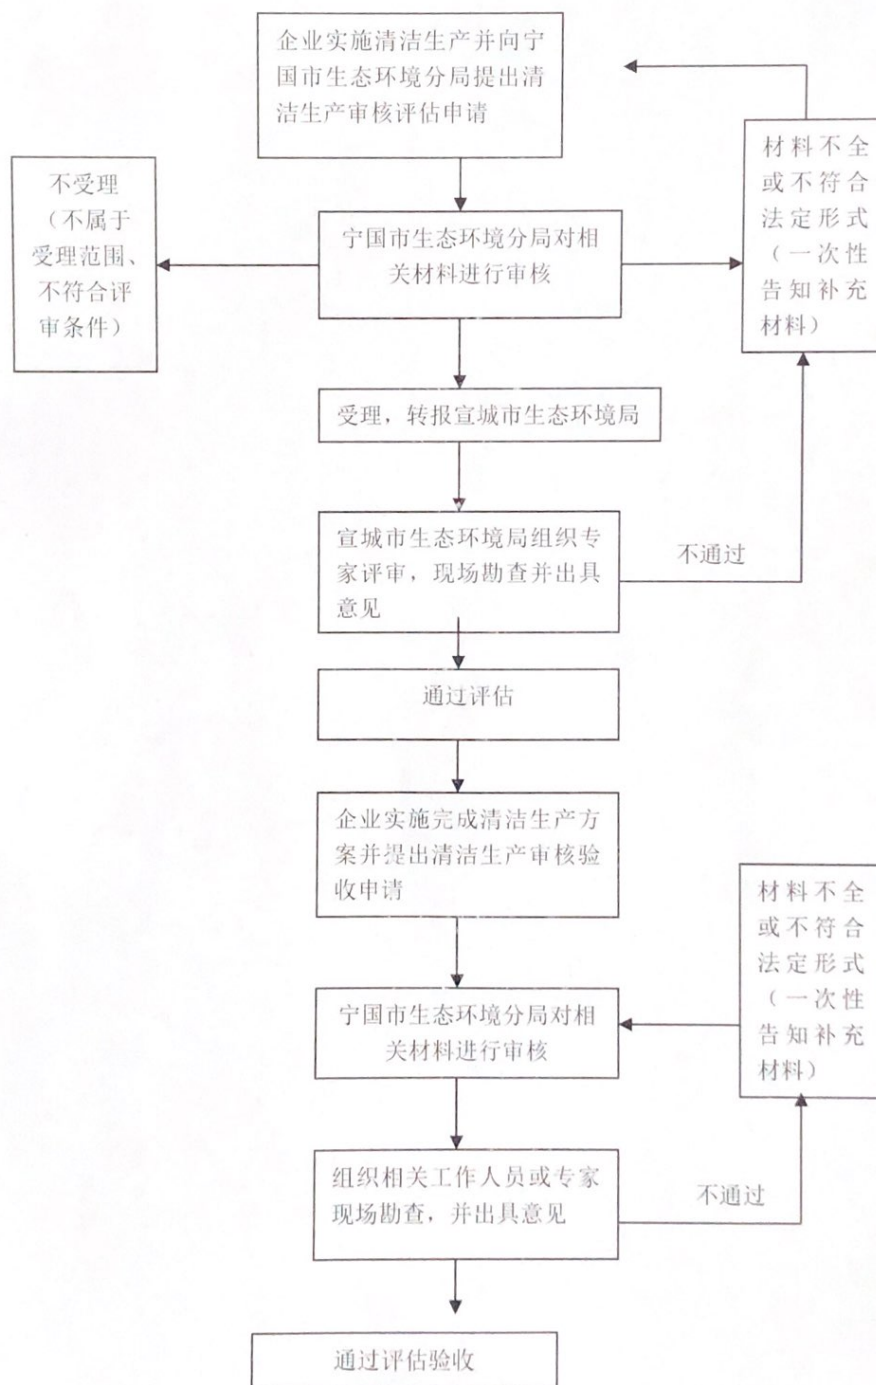 企业实施清洁生产并向宁
国市生态环境分局提出清
洁生产审核评估申请
材料不全
或不符合
法定形式
（一次性
告知补充
材料）
不受理
（不属于
受理范围、
不符合评
审条件）
宁国市生态环境分局对相
关材料进行审核
受理，转报宣城市生态环境局
宣城市生态环境局组织专
家评审，现场勘查并出具
意见
不通过
通过评估
企业实施完成清洁生产方
案并提出清洁生产审核验
收申请
材料不全
或不符合
法定形式
（一次性
告知补充
材料）
宁国市生态环境分局对相
关材料进行审核
组织相关工作人员或专家
现场勘查，并出具意见
不通过
通过评估验收